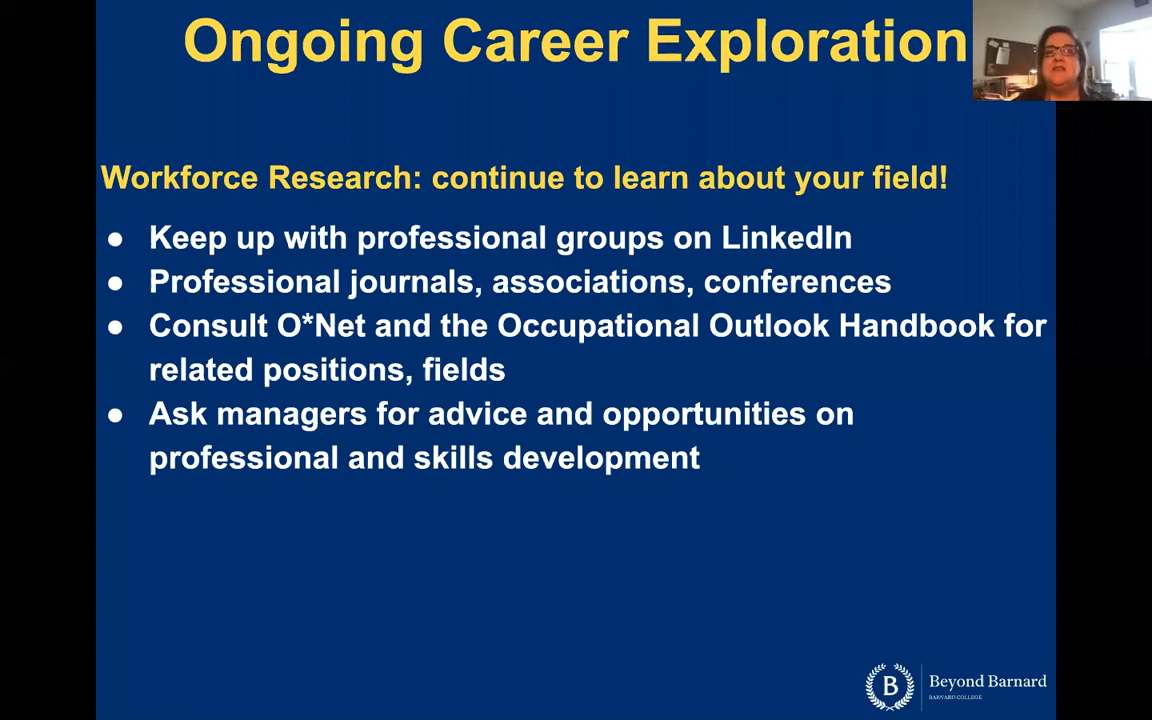 Ongoing Career Exploration
Workforce Research: continue to learn about your field!
● Keep up with professional groups on LinkedIn
● Professional journals, associations, conferences
● Consult O*Net and the Occupational Outlook Handbook for
related positions, fields
● Ask managers for advice and opportunities on
professional and skills development
B
Beyond Barnard
BARNARD COLLEGE